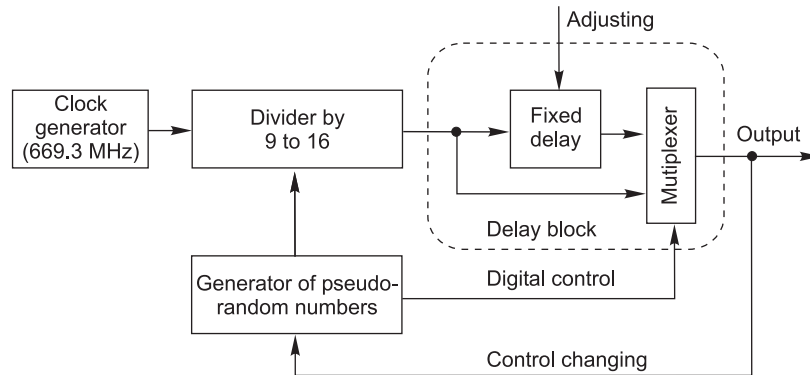 Adjusting
Clock
generator
(669.3 MHz)
Divider by
9 to 16
Fixed
delay
Mutiplexer
Output
Delay block
Generator of pseudo-
random numbers
Digital control
Control changing